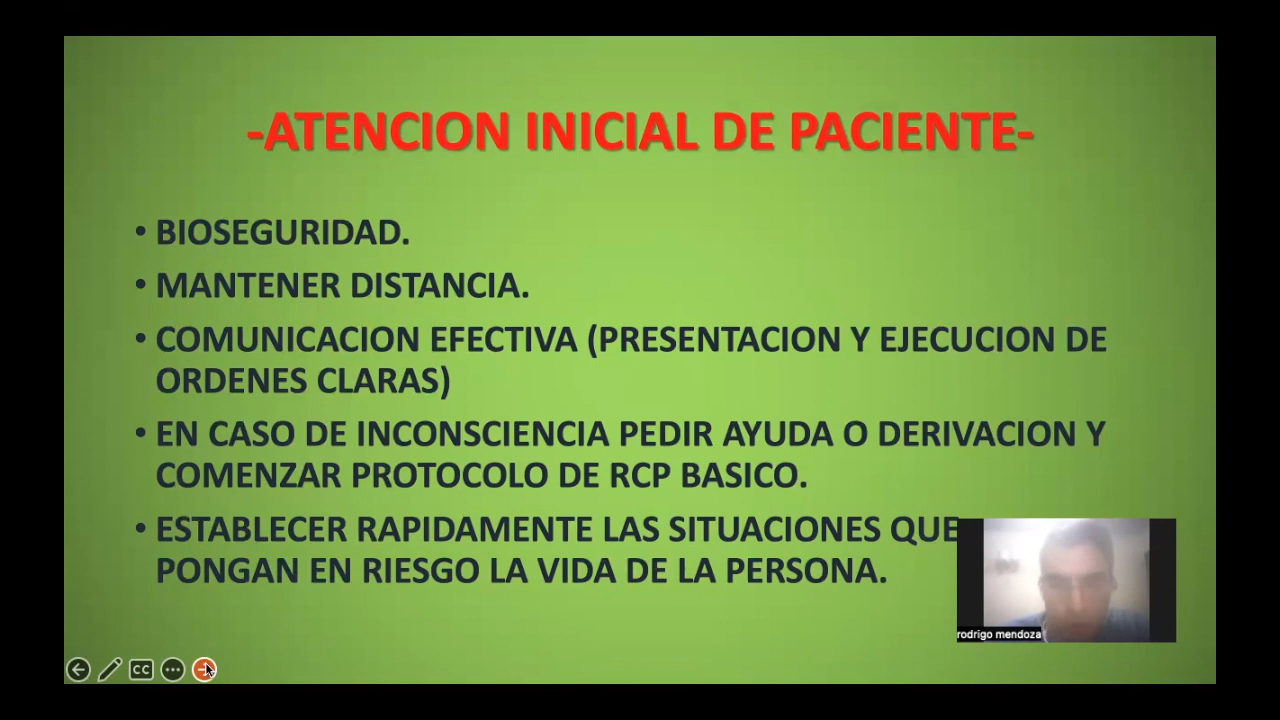 -ATENCION INICIAL DE PACIENTE-
• BIOSEGURIDAD.
• MANTENER DISTANCIA.
• COMUNICACION EFECTIVA (PRESENTACION Y EJECUCION DE
ORDENES CLARAS)
• EN CASO DE INCONSCIENCIA PEDIR AYUDA O DERIVACION Y
COMENZAR PROTOCOLO DE RCP BASICO.
• ESTABLECER RAPIDAMENTE LAS SITUACIONES QUE
PONGAN EN RIESGO LA VIDA DE LA PERSONA.
rodrigo mendoza
CC